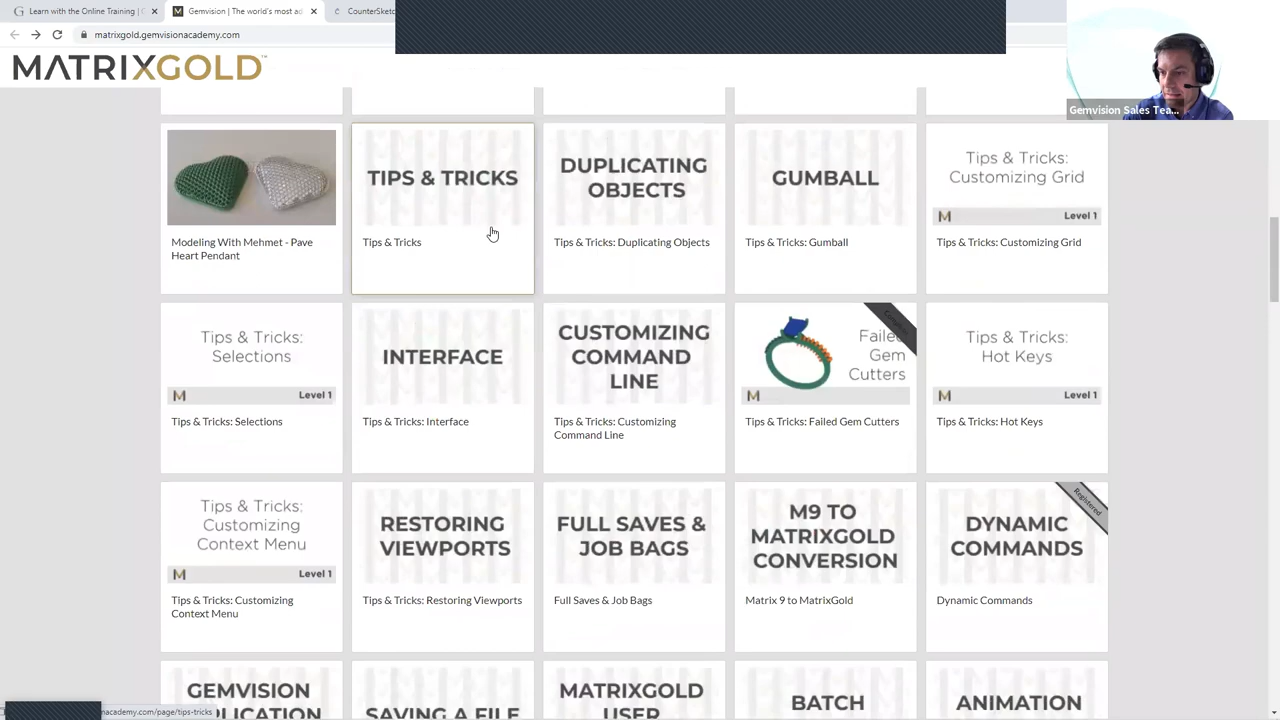 Learn with the Online Training | G
Gemvision | The world's most ad
CounterSketc
matrixgold.gemvisionacademy.com
MATRIXGOLD™
Gemvision Sales Tea...
TIPS & TRICKS
DUPLICATING
OBJECTS
GUMBALL
Tips & Tricks:
Customizing Grid
M
Level 1
Modeling With Mehmet - Pave
Heart Pendant
Tips & Tricks
Tips & Tricks: Duplicating Objects
Tips & Tricks: Gumball
Tips & Tricks: Customizing Grid
Tips & Tricks:
Selections
M
Level 1
INTERFACE
CUSTOMIZING
COMMAND
LINE
Failed
Gem
Cutters
M
Tips & Tricks:
Hot Keys
M
Level 1
Tips & Tricks: Selections
Tips & Tricks: Interface
Tips & Tricks: Customizing
Command Line
Tips & Tricks: Failed Gem Cutters
Tips & Tricks: Hot Keys
Tips & Tricks:
Customizing
Context Menu
M
Level 1
RESTORING
VIEWPORTS
FULL SAVES &
JOB BAGS
M9 TO
MATRIXGOLD
CONVERSION
Registered
DYNAMIC
COMMANDS
Tips & Tricks: Customizing
Context Menu
Tips & Tricks: Restoring Viewports
Full Saves & Job Bags
Matrix 9 to MatrixGold
Dynamic Commands
GEMVISION
SAVING A FILE
MATRIXGOLD
USER
BATCH
ANIMATION
academy.com/page/tips-tricks